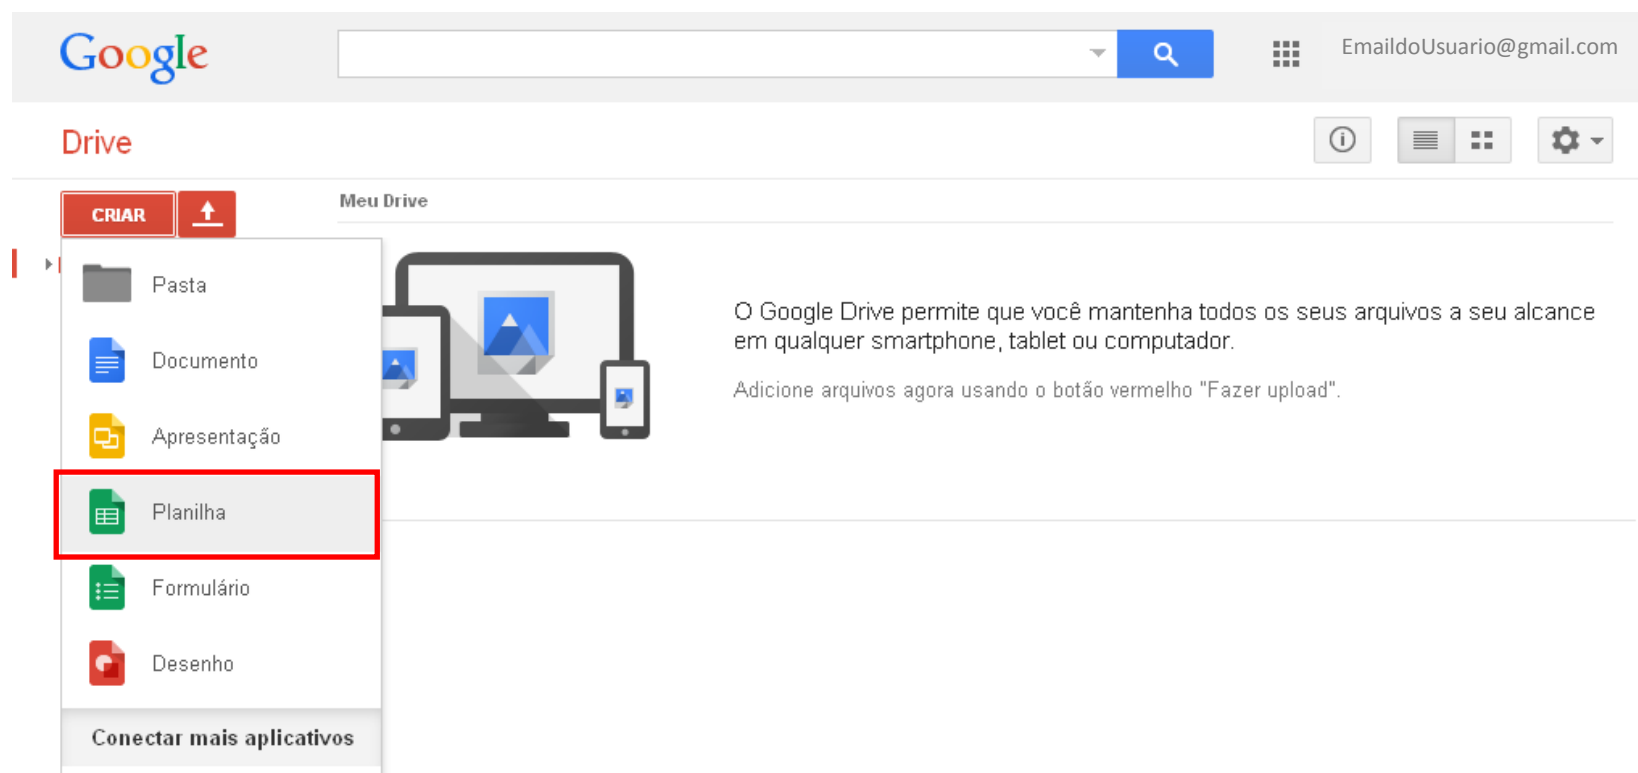 Google
EmaildoUsuario@gmail.com
Drive
CRIAR
Meu Drive
Pasta
Documento
Apresentação
Planilha
Formulário
Desenho
Conectar mais aplicativos
O Google Drive permite que você mantenha todos os seus arquivos a seu alcance
em qualquer smartphone, tablet ou computador.
Adicione arquivos agora usando o botão vermelho "Fazer upload".